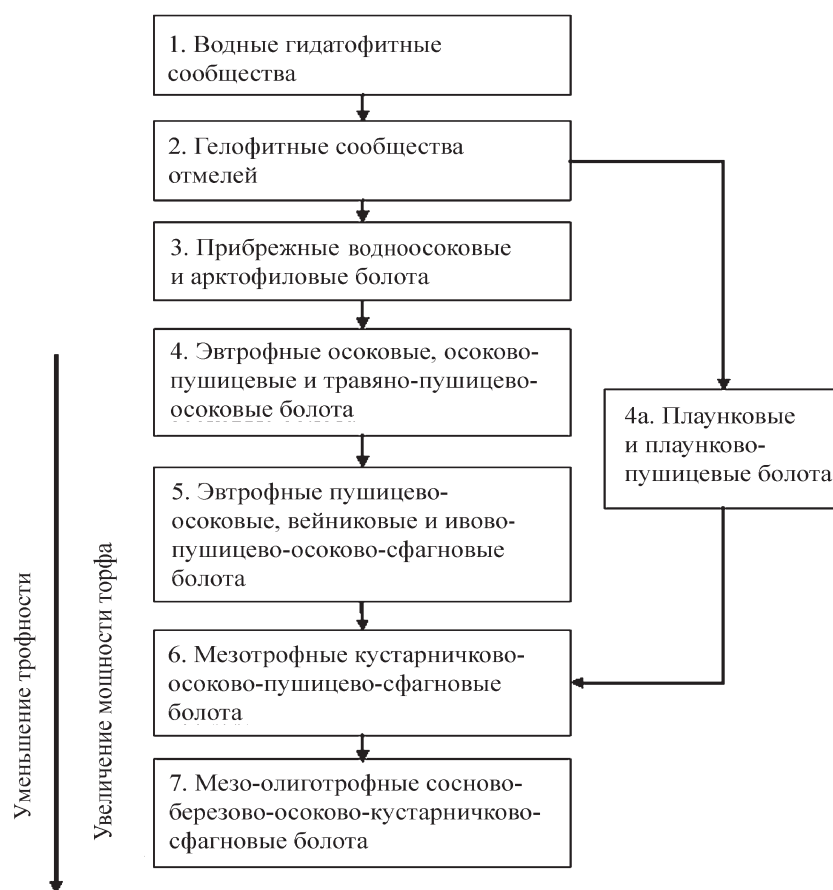 1. Водные гидатофитные
сообщества
2. Гелофитные сообщества
отмелей
3. Прибрежные водноосоковые
и арктофиловые болота
4. Эвтрофные осоковые, осоково-
пушицевые и травяно-пушицево-
осоковые болота
4а. Плаунковые
и плаунково-
пушицевые болота
5. Эвтрофные пушицево-
осоковые, вейниковые и ивово-
пушицево-осоково-сфагновые
болота
6. Мезотрофные кустарничково-
осоково-пушицево-сфагновые
болота
7. Мезо-олиготрофные сосново-
березово-осоково-кустарничково-
сфагновые болота
Уменьшение трофности
Увеличение мощности торфа